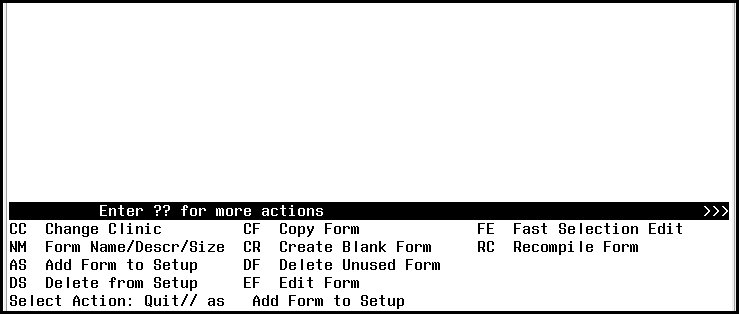 Enter ?? for more actions >>>
CC Change Clinic CF Copy Form FE Fast Selection Edit
NM Form Name/Descr/Size CR Create Blank Form RC Recompile Form
AS Add Form to Setup DF Delete Unused Form
DS Delete from Setup EF Edit Form
Select Action: Quit// as Add Form to Setup